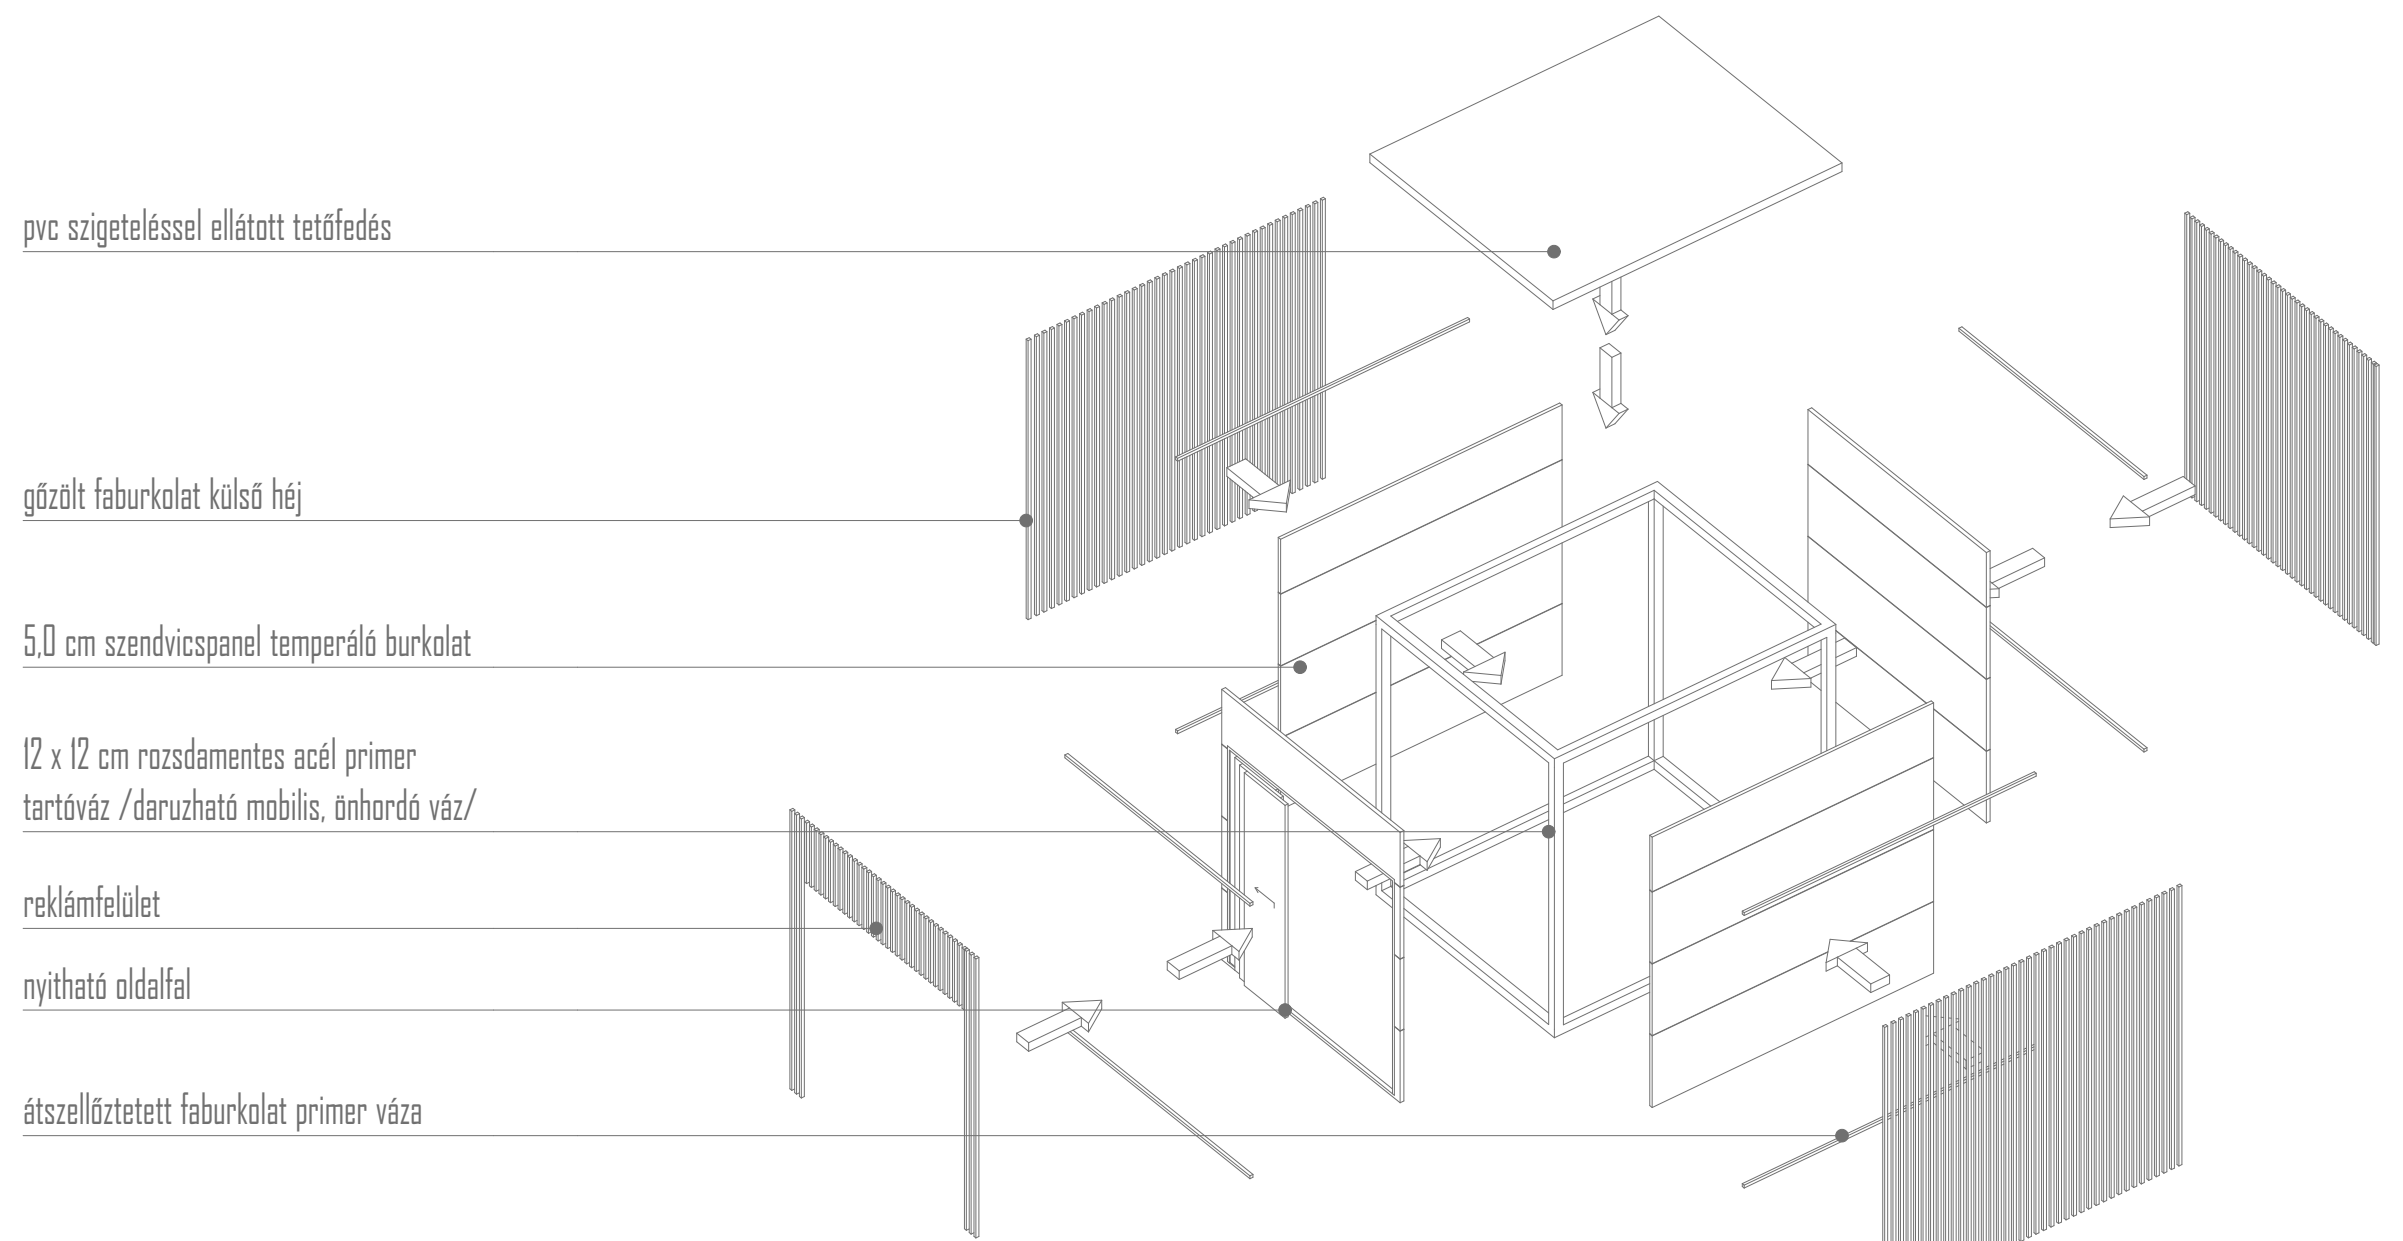 pvc szigeteléssel ellátott tetőfedés
gőzölt faburkolat külső héj
5,0 cm szendvicspanel temperáló burkolat
12 x 12 cm rozsdamentes acél primer
tartóváz /daruzható mobilis, önhordó váz/
reklámfelület
nyitható oldalfal
átszellőztetett faburkolat primer váza